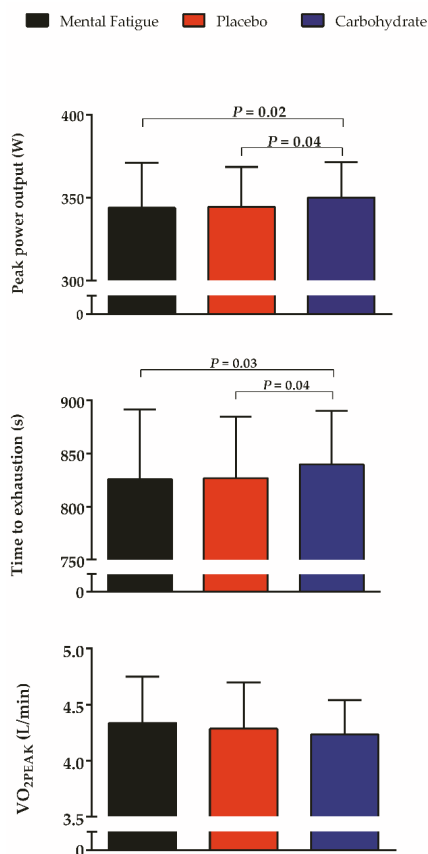 Mental Fatigue Placebo Carbohydrate
Peak power output (W)
400
350
300
0
P = 0.02
P = 0.04
Time to exhaustion (s)
900
850
800
750
0
P = 0.03
P = 0.04
VO2PEAK (L/min)
5.0
4.5
4.0
3.5
0